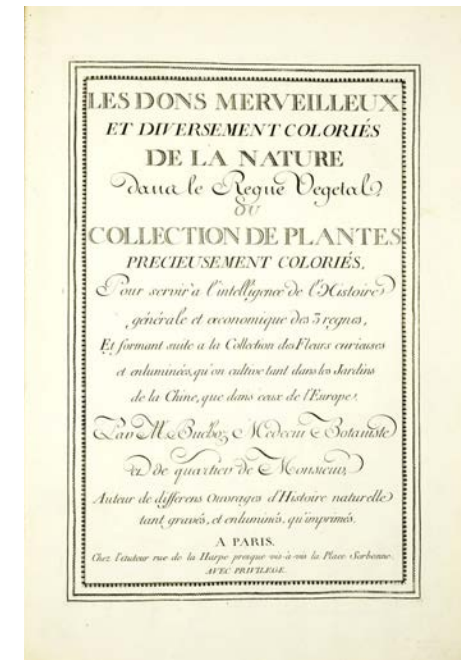 LES DONS MERVEILLEUX
ET DIVERSEMENT COLORIÉS
DE LA NATURE
dans le Regne Vegetal,
OU
COLLECTION DE PLANTES
PRECIEUSEMENT COLORIÉS,
Pour servir à l'intelligence de l'Histoire
générale et œconomique des 3 regnes,
Et formant suite a la Collection des Fleurs curieuses
et enluminées, qu'on cultive tant dans les Jardins
de la Chine, que dans ceux de l'Europe,
Par M. Buchoz, Medecin Botaniste
et de quartier de Monsieur,
Auteur de differens Ouvrages d'Histoire naturelle
tant gravés, et enluminés, qu'imprimés.
A PARIS.
Chez l'Auteur rue de la Harpe presque vis-à-vis la Place Sorbonne.
AVEC PRIVILEGE.